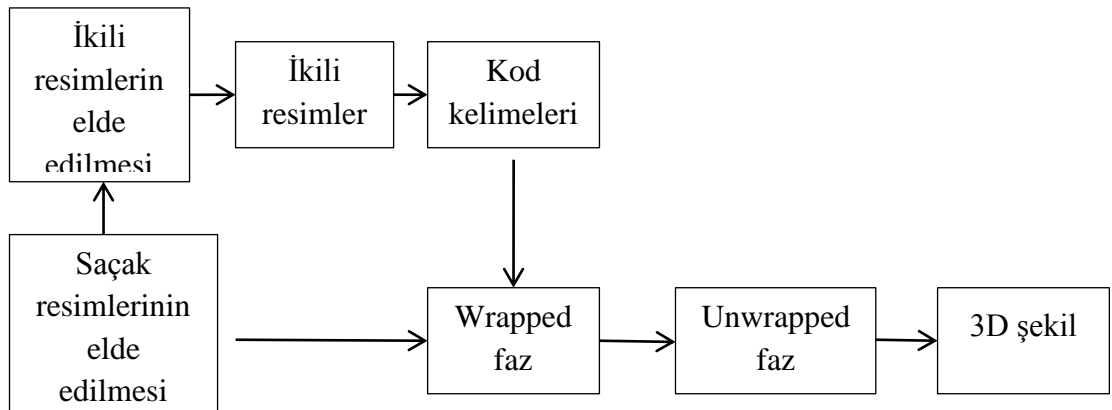 İkili
resimlerin
elde
edilmesi
İkili
resimler
Kod
kelimeleri
Saçak
resimlerinin
elde
edilmesi
Wrapped
faz
Unwrapped
faz
3D şekil